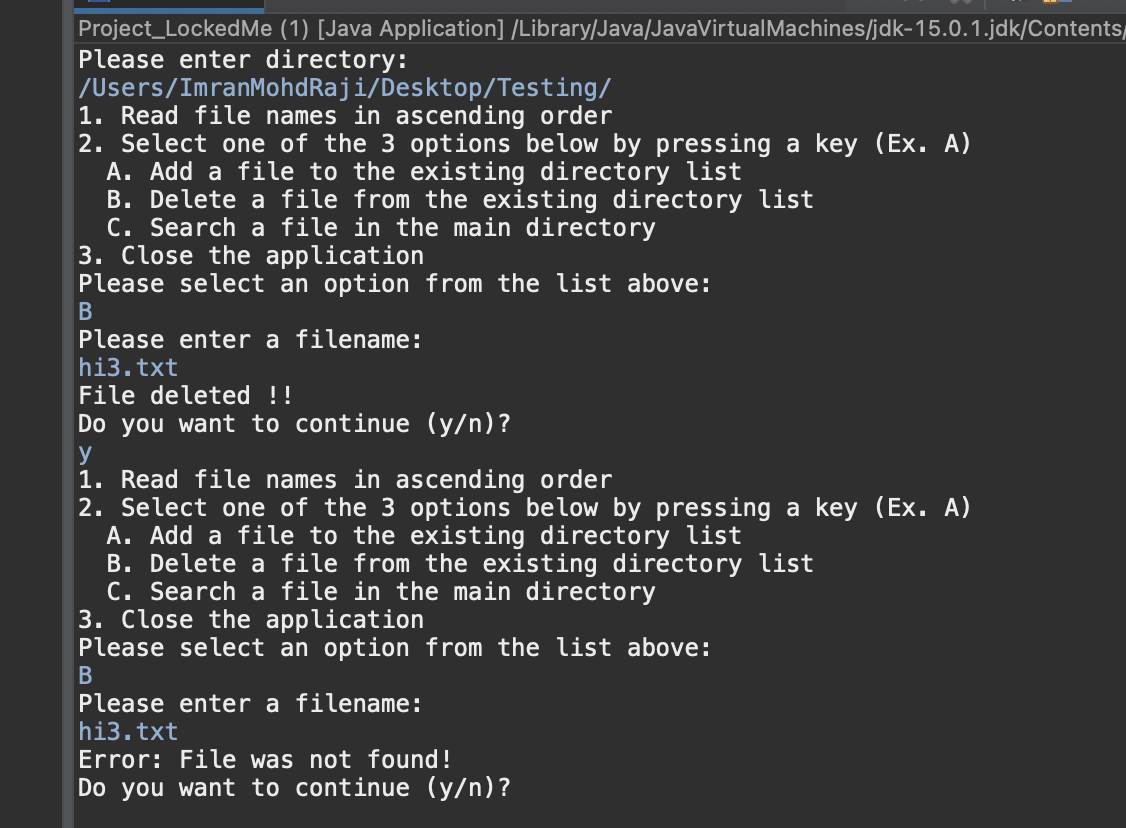 Project_LockedMe (1) [Java Application] /Library/Java/JavaVirtualMachines/jdk-15.0.1.jdk/Contents/
Please enter directory:
/Users/ImranMohdRaji/Desktop/Testing/
1. Read file names in ascending order
2. Select one of the 3 options below by pressing a key (Ex. A)
  A. Add a file to the existing directory list
  B. Delete a file from the existing directory list
  C. Search a file in the main directory
3. Close the application
Please select an option from the list above:
B
Please enter a filename:
hi3.txt
File deleted !!
Do you want to continue (y/n)?
y
1. Read file names in ascending order
2. Select one of the 3 options below by pressing a key (Ex. A)
  A. Add a file to the existing directory list
  B. Delete a file from the existing directory list
  C. Search a file in the main directory
3. Close the application
Please select an option from the list above:
B
Please enter a filename:
hi3.txt
Error: File was not found!
Do you want to continue (y/n)?